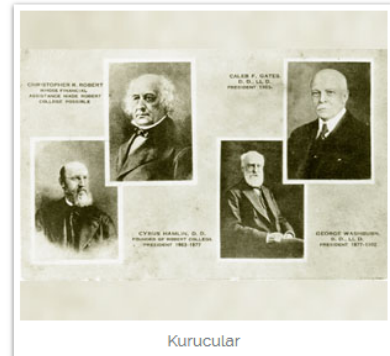 CHRISTOPHER R. ROBERT
WHOSE FINANCIAL
ASSISTANCE MADE ROBERT
COLLEGE POSSIBLE
CALEB F. GATES,
D. D., LL. D.
PRESIDENT 1903-
CYRUS HAMLIN, D. D.
FOUNDER OF ROBERT COLLEGE,
PRESIDENT 1863-1877
GEORGE WASHBURN,
D. D., LL. D.
PRESIDENT 1877-1903
Kurucular